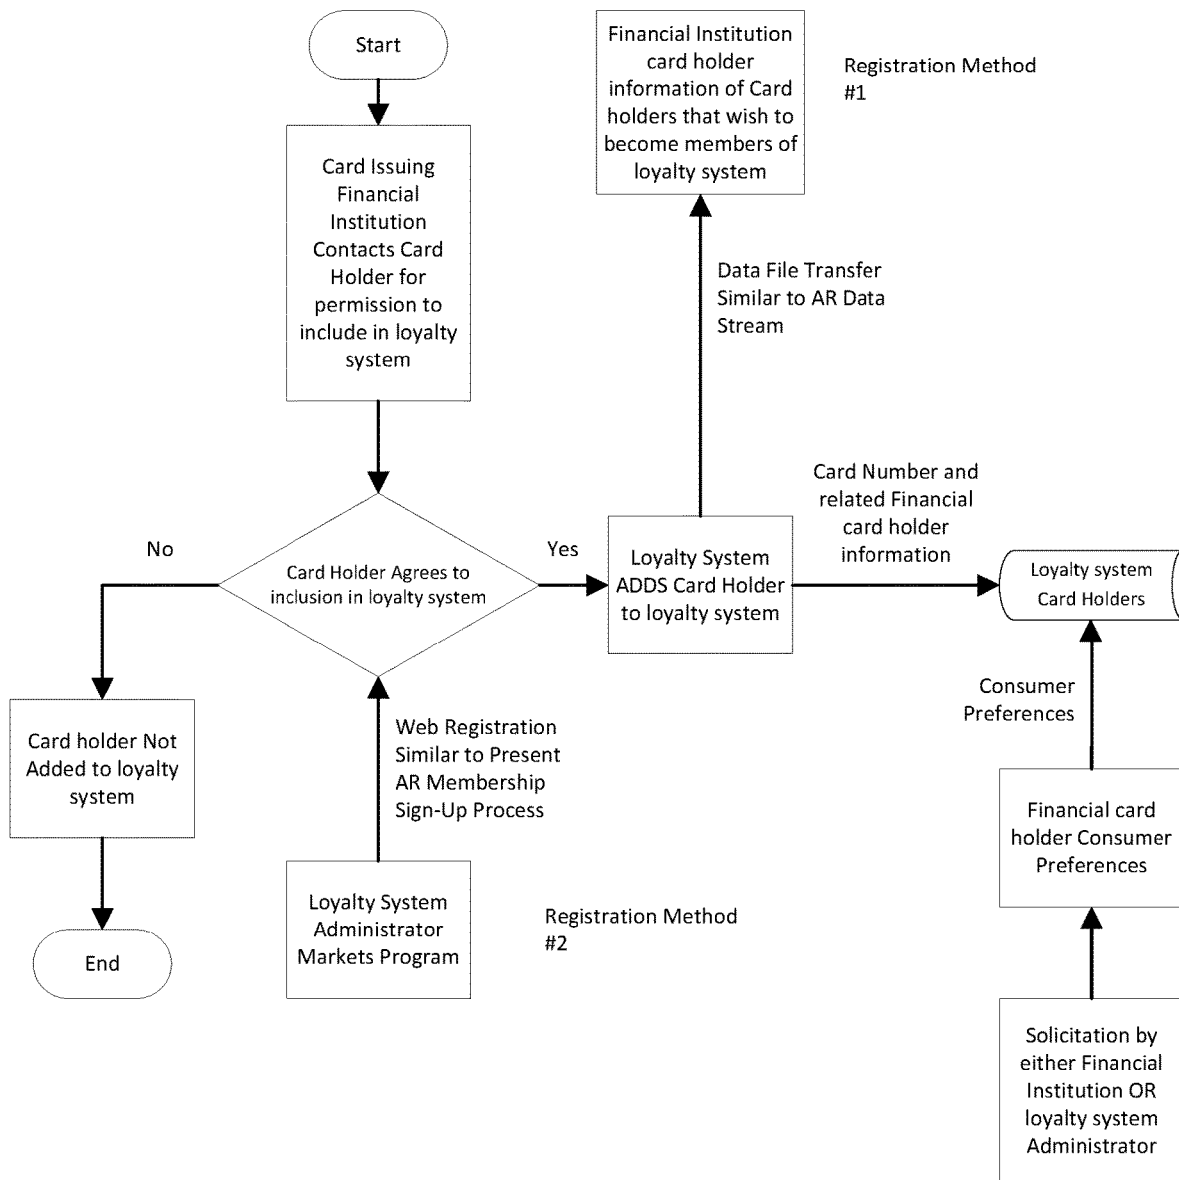 Start
Financial Institution
card holder
information of Card
holders that wish to
become members of
loyalty system
Registration Method
#1
Card Issuing
Financial
Institution
Contacts Card
Holder for
permission to
include in loyalty
system
Data File Transfer
Similar to AR Data
Stream
Card Number and
related Financial
card holder
information
No
Card Holder Agrees to
inclusion in loyalty system
Yes
Loyalty System
ADDS Card Holder
to loyalty system
Loyalty system
Card Holders
Consumer
Preferences
Card holder Not
Added to loyalty
system
Web Registration
Similar to Present
AR Membership
Sign-Up Process
Financial card
holder Consumer
Preferences
End
Loyalty System
Administrator
Markets Program
Registration Method
#2
Solicitation by
either Financial
Institution OR
loyalty system
Administrator